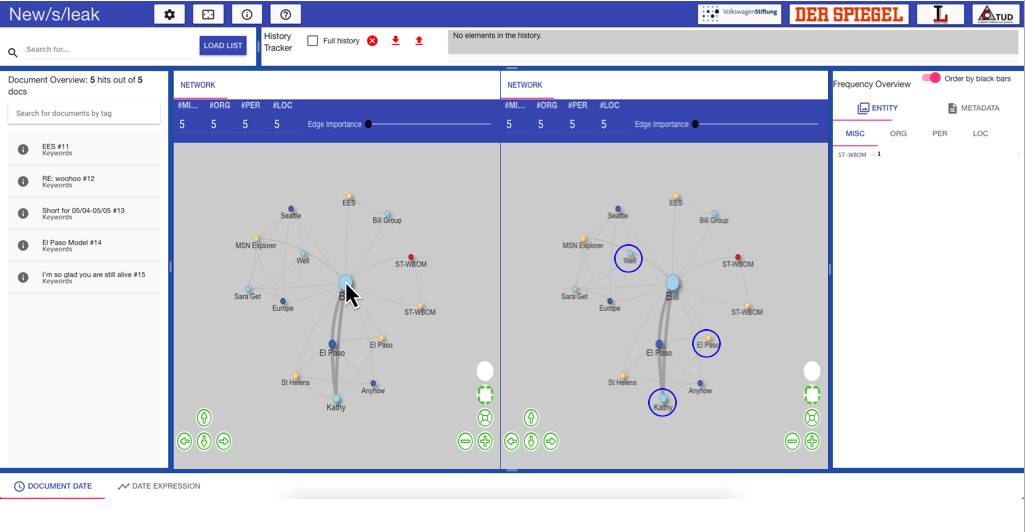 New/s/leak
VolkswagenStiftung
DER SPIEGEL
L
TUD
Search for...
LOAD LIST
History
Tracker
Full history
No elements in the history.
Document Overview: 5 hits out of 5
docs
Search for documents by tag
EES #11
Keywords
RE: woohoo #12
Keywords
Short for 05/04-05/05 #13
Keywords
El Paso Model #14
Keywords
I'm so glad you are still alive #15
Keywords
NETWORK
#MI... #ORG #PER #LOC
5 5 5 5 Edge Importance
EES
Seattle
Bill Group
MSN Explorer
Well
ST-WBOM
Sara Get
Europe
ST-WBOM
El Paso
El Paso
St Helens
Anyhow
Kathy
NETWORK
#MI... #ORG #PER #LOC
5 5 5 5 Edge Importance
EES
Seattle
Bill Group
MSN Explorer
Well
ST-WBOM
Sara Get
Bill
Europe
ST-WBOM
El Paso
El Paso
St Helens
Anyhow
Kathy
Frequency Overview
Order by black bars
ENTITY METADATA
MISC ORG PER LOC
ST-WBOM 1
DOCUMENT DATE DATE EXPRESSION